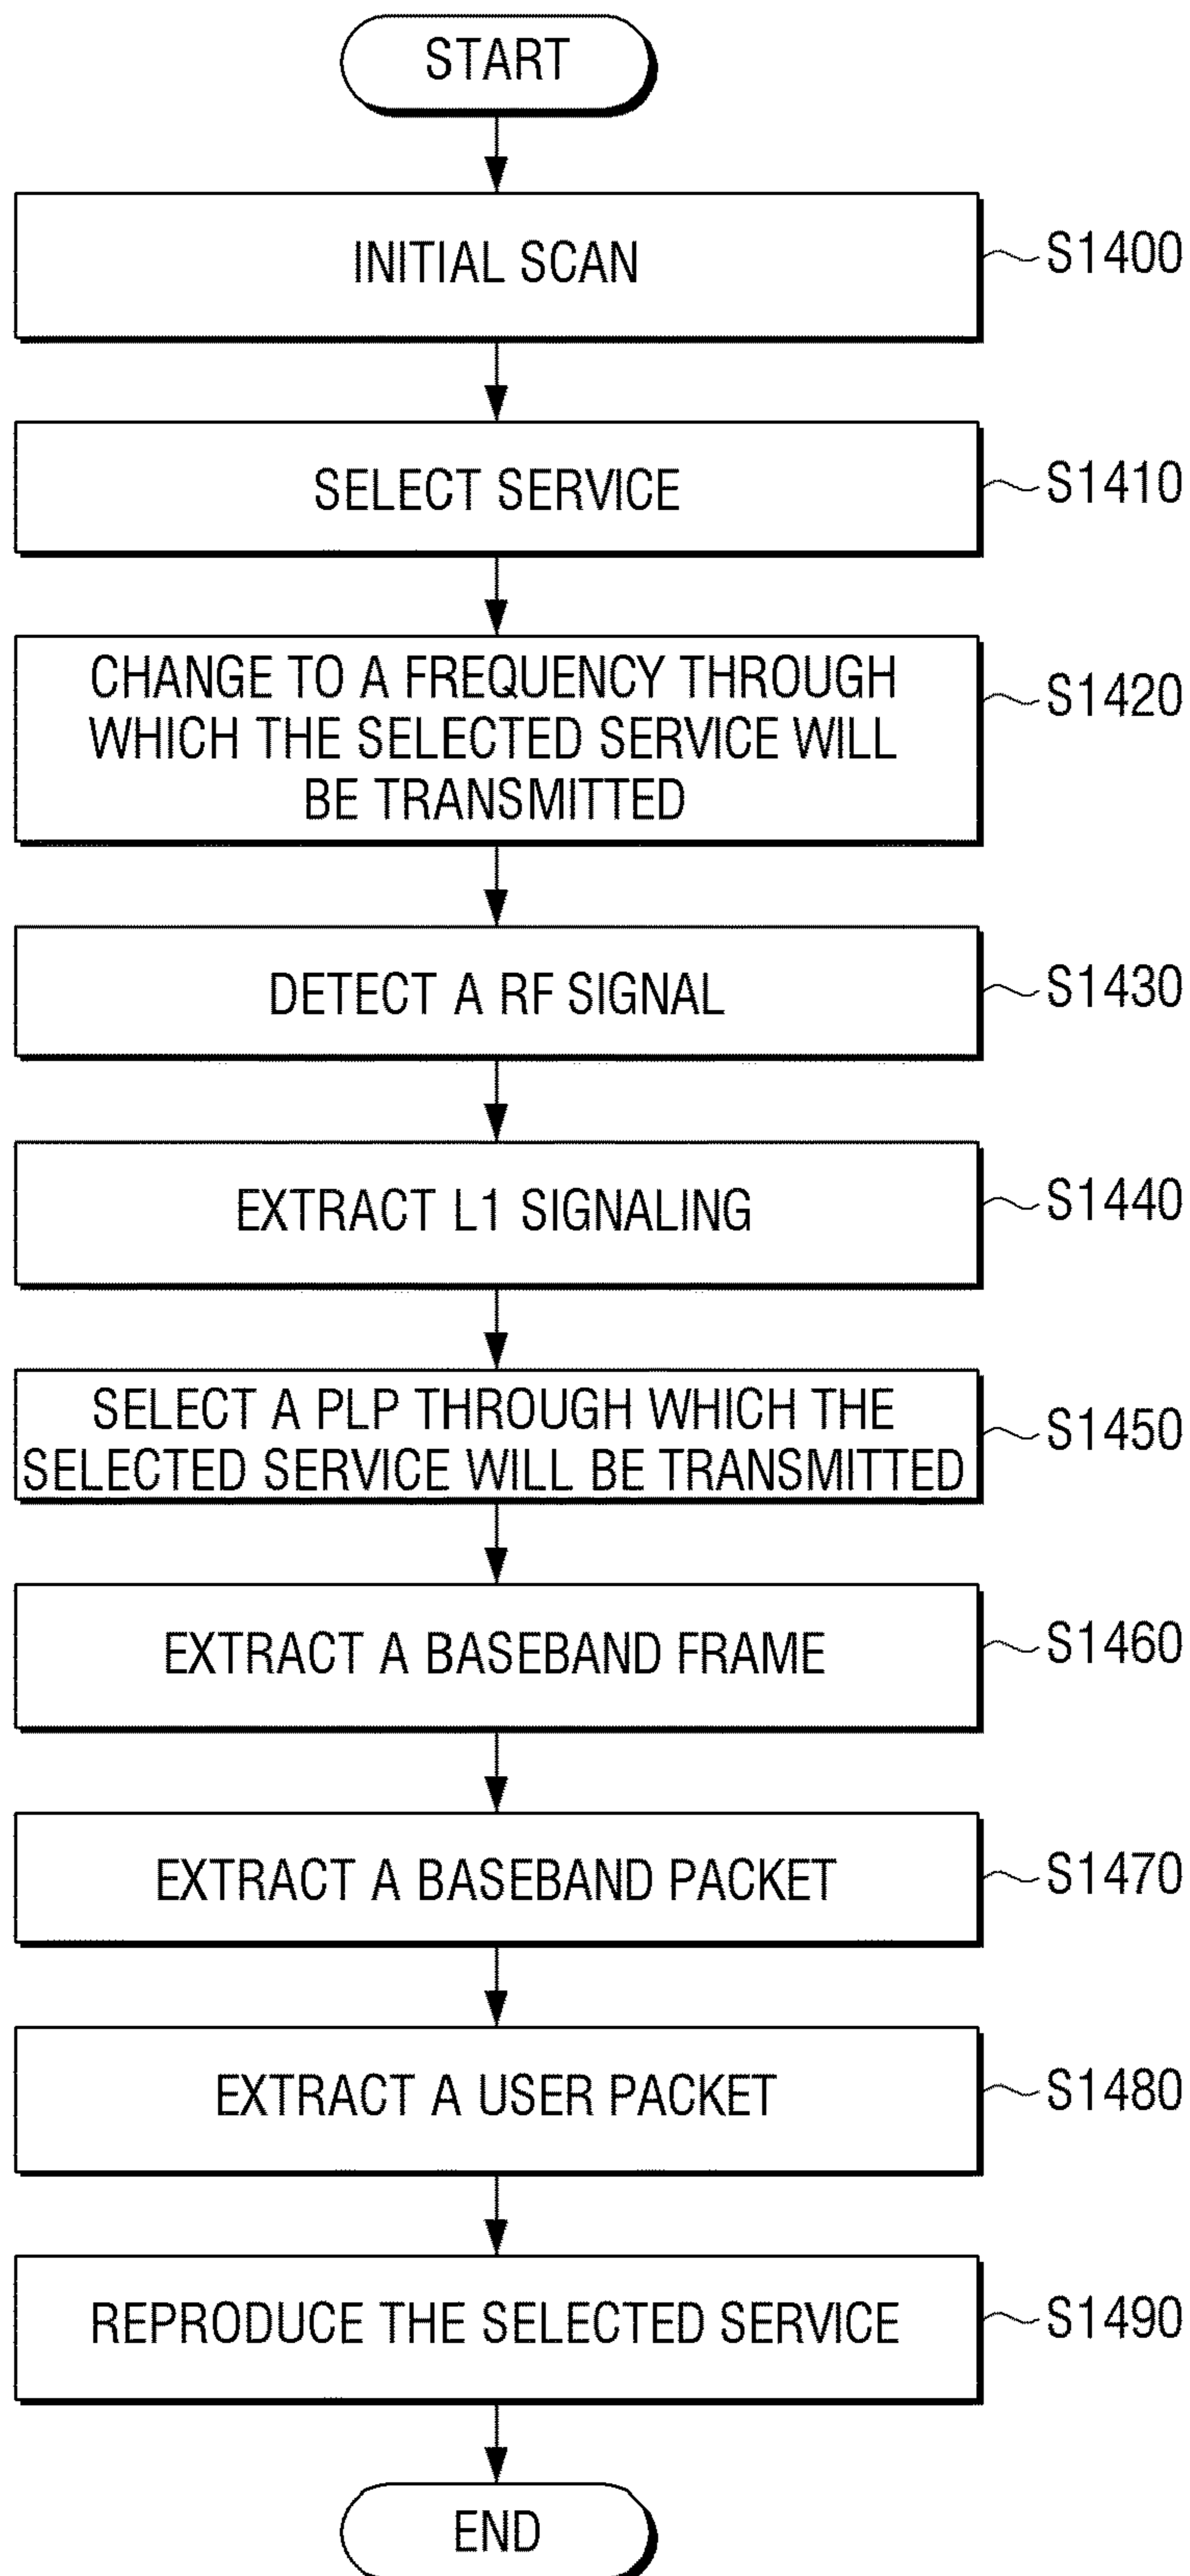 START
INITIAL SCAN
S1400
SELECT SERVICE
S1410
CHANGE TO A FREQUENCY THROUGH
WHICH THE SELECTED SERVICE WILL
BE TRANSMITTED
S1420
DETECT A RF SIGNAL
S1430
EXTRACT L1 SIGNALING
S1440
SELECT A PLP THROUGH WHICH THE
SELECTED SERVICE WILL BE TRANSMITTED
S1450
EXTRACT A BASEBAND FRAME
S1460
EXTRACT A BASEBAND PACKET
S1470
EXTRACT A USER PACKET
S1480
REPRODUCE THE SELECTED SERVICE
S1490
END